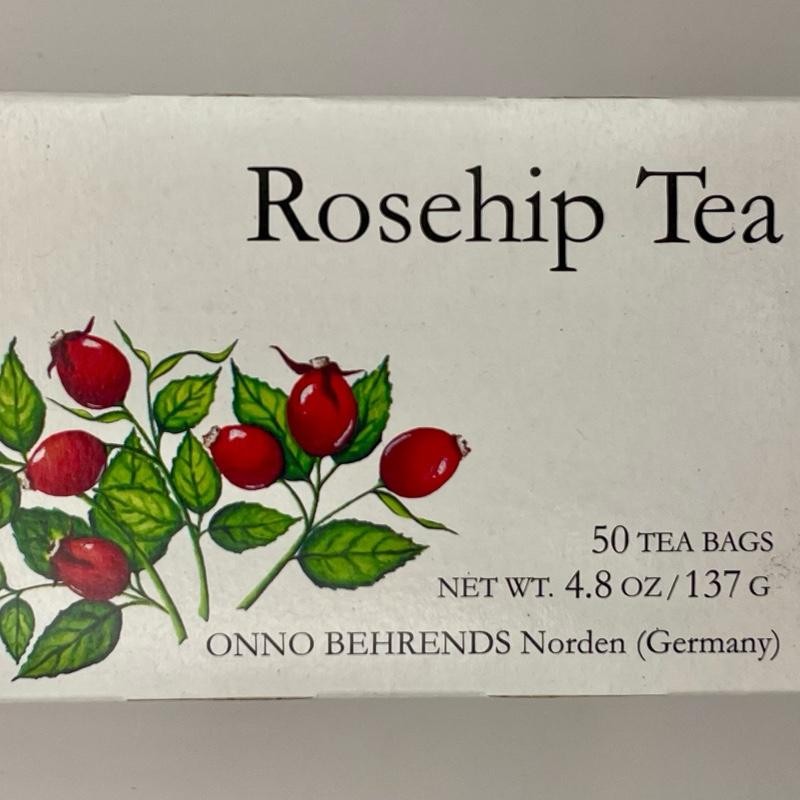 Rosehip Tea
50 TEA BAGS
NET WT. 4.8 OZ/137 G
ONNO BEHRENDS Norden (Germany)